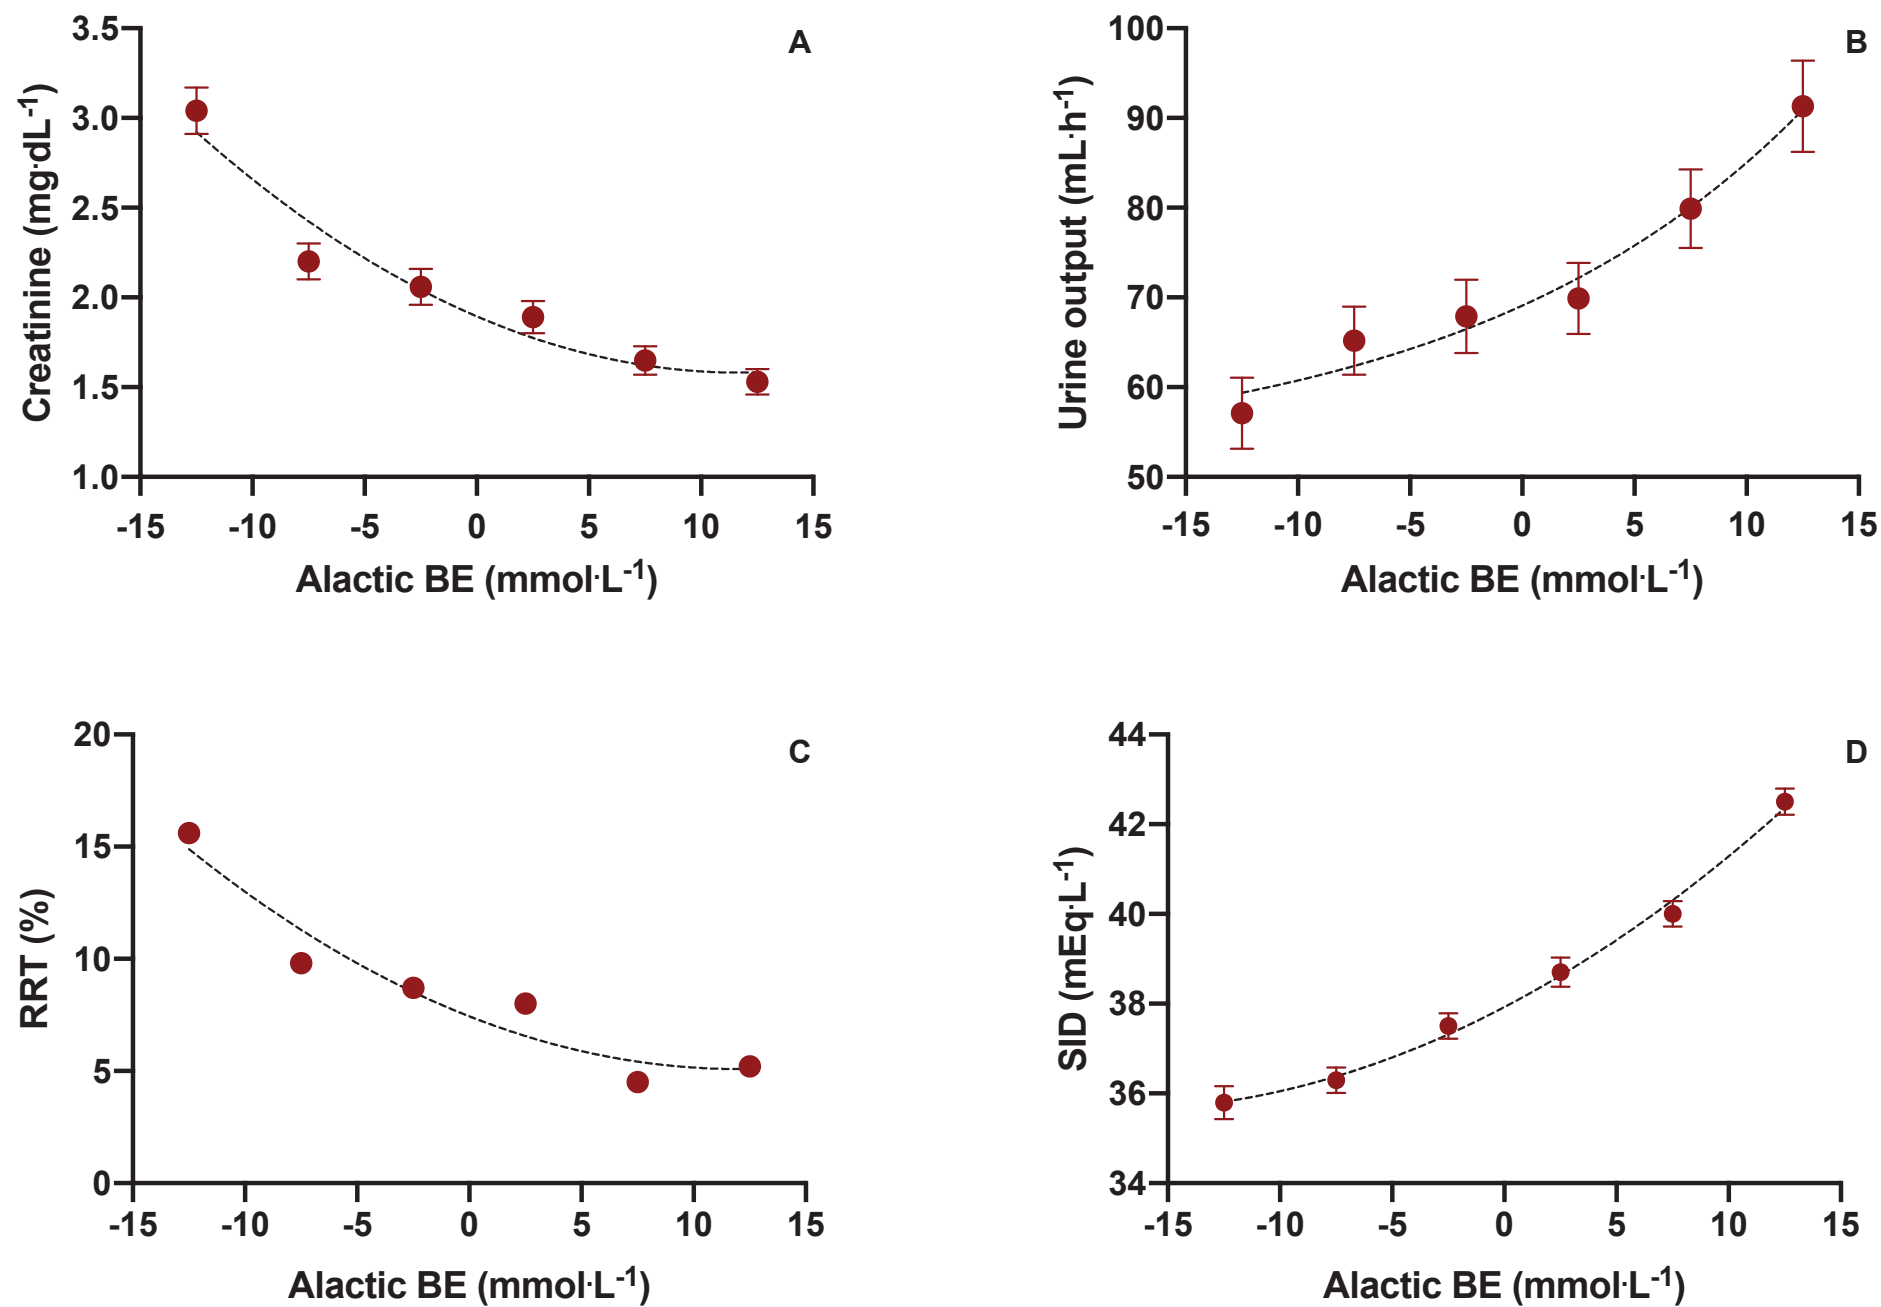 A
Creatinine (mg·dL-1)
3.5
3.0
2.5
2.0
1.5
1.0
-15 -10 -5 0 5 10 15
Alactic BE (mmol·L-1)
B
Urine output (mL·h-1)
100
90
80
70
60
50
-15 -10 -5 0 5 10 15
Alactic BE (mmol·L-1)
C
RRT (%)
20
15
10
5
0
-15 -10 -5 0 5 10 15
Alactic BE (mmol·L-1)
D
SID (mEq·L-1)
44
42
40
38
36
34
-15 -10 -5 0 5 10 15
Alactic BE (mmol·L-1)